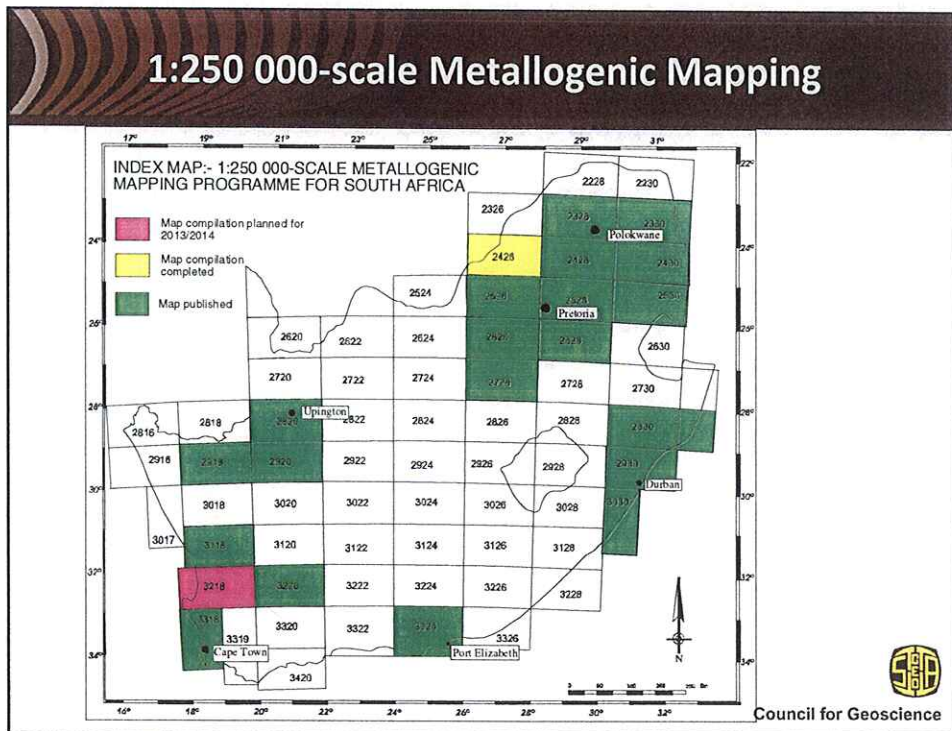 1:250 000-scale Metallogenic Mapping
17° 19° 21° 23° 25° 27° 29° 31°
INDEX MAP:- 1:250 000-SCALE METALLOGENIC
MAPPING PROGRAMME FOR SOUTH AFRICA
Map compilation planned for
2013/2014
Map compilation
completed
Map published
22°
24°
24°
26°
26°
28°
28°
30°
30°
32°
32°
34°
34°
2228 2230
2326 2328 2330
Polokwane
2428 2430
2524 2528 2530
Pretoria
2620 2622 2624 2626 2628 2630
2720 2722 2724 2726 2728 2730
Upington
2816 2818 2820 2822 2824 2826 2828 2830
2916 2918 2920 2922 2924 2926 2928 2930
Durban
3017 3018 3020 3022 3024 3026 3028 3030
3118 3120 3122 3124 3126 3128
3218 3220 3222 3224 3226 3228
3318 3319 3320 3322 3324 3326
Cape Town
Port Elizabeth
3420
N
16° 18° 20° 22° 24° 26° 28° 30° 32°
Council for Geoscience